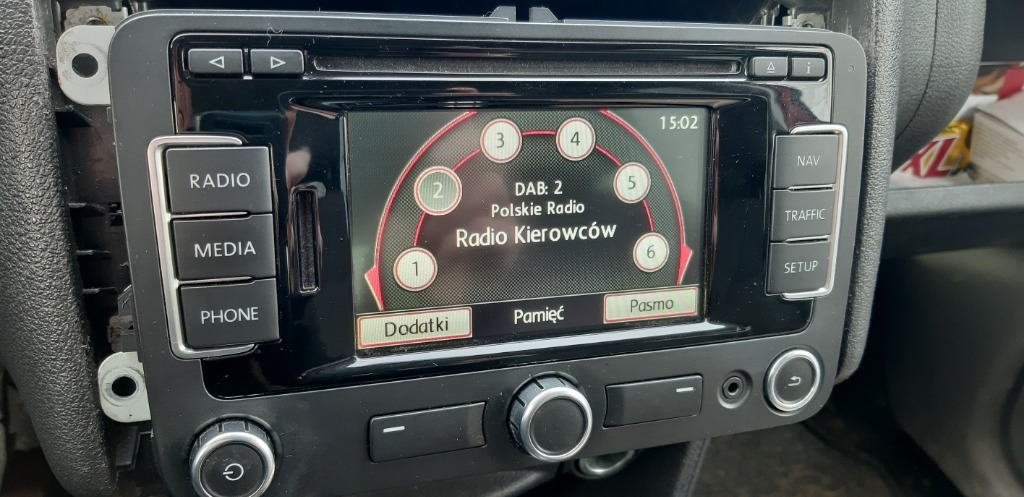 i
RADIO
MEDIA
PHONE
15:02
1
2
3
4
5
6
DAB: 2
Polskie Radio
Radio Kierowców
Dodatki
Pamięć
Pasmo
NAV
TRAFFIC
SETUP
XL